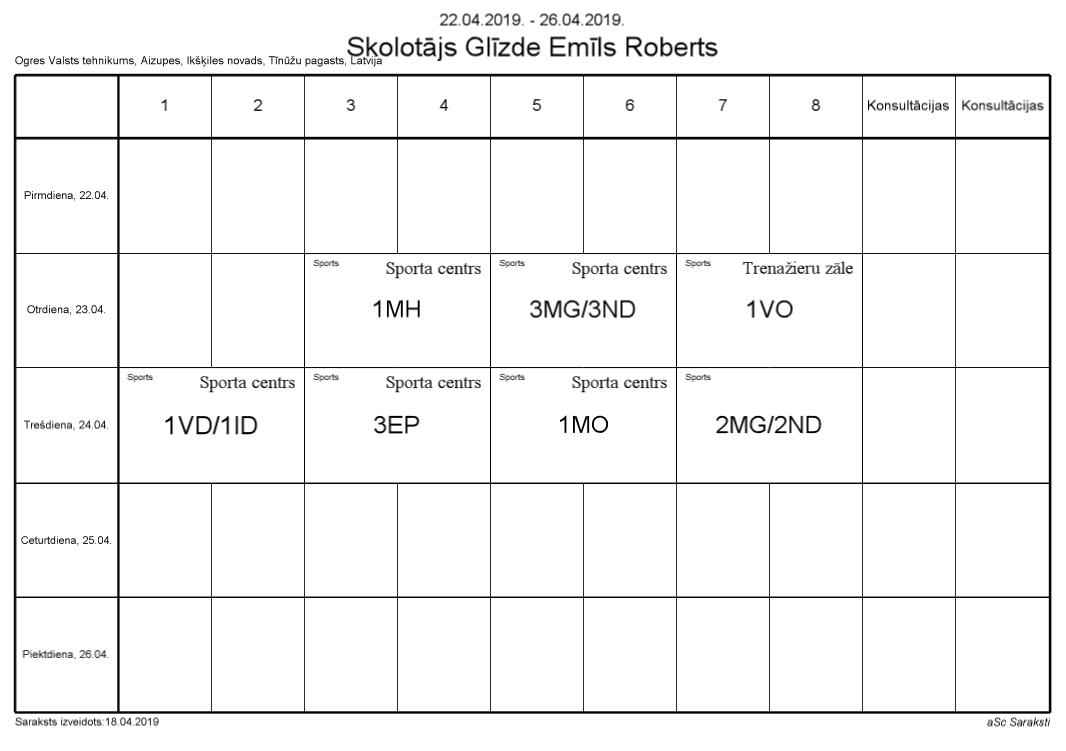 22.04.2019. - 26.04.2019.
Skolotājs Glīzde Emīls Roberts
Ogres Valsts tehnikums, Aizupes, Ikšķiles novads, Tīnūžu pagasts, Latvija
1 2 3 4 5 6 7 8 Konsultācijas Konsultācijas
Pirmdiena, 22.04.
Sports Sporta centrs Sports Sporta centrs Sports Trenažieru zāle
Otrdiena, 23.04. 1MH 3MG/3ND 1VO
Sports Sporta centrs Sports Sporta centrs Sports Sporta centrs Sports
Trešdiena, 24.04. 1VD/1ID 3EP 1MO 2MG/2ND
Ceturtdiena, 25.04.
Piektdiena, 26.04.
Saraksts izveidots:18.04.2019 aSc Saraksti